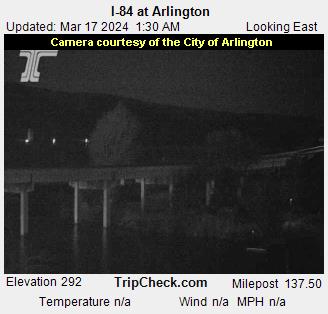 I-84 at Arlington
Updated: Mar 17 2024 1:30 AM Looking East
Camera courtesy of the City of Arlington
Elevation 292 TripCheck.com Milepost 137.50
Temperature n/a Wind n/a MPH n/a